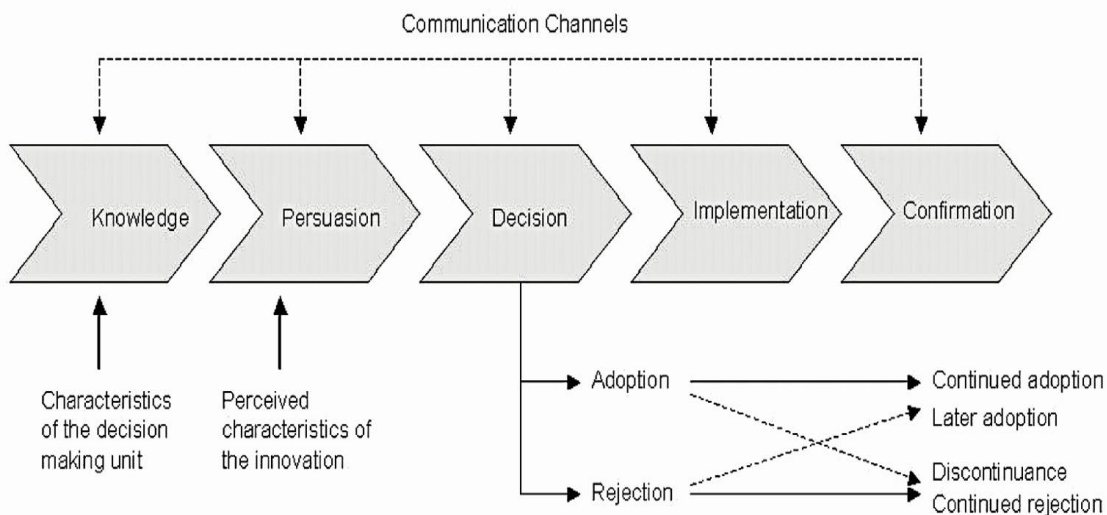 Communication Channels
Knowledge
Persuasion
Decision
Implementation
Confirmation
Characteristics
of the decision
making unit
Perceived
characteristics of
the innovation
Adoption
Rejection
Continued adoption
Later adoption
Discontinuance
Continued rejection